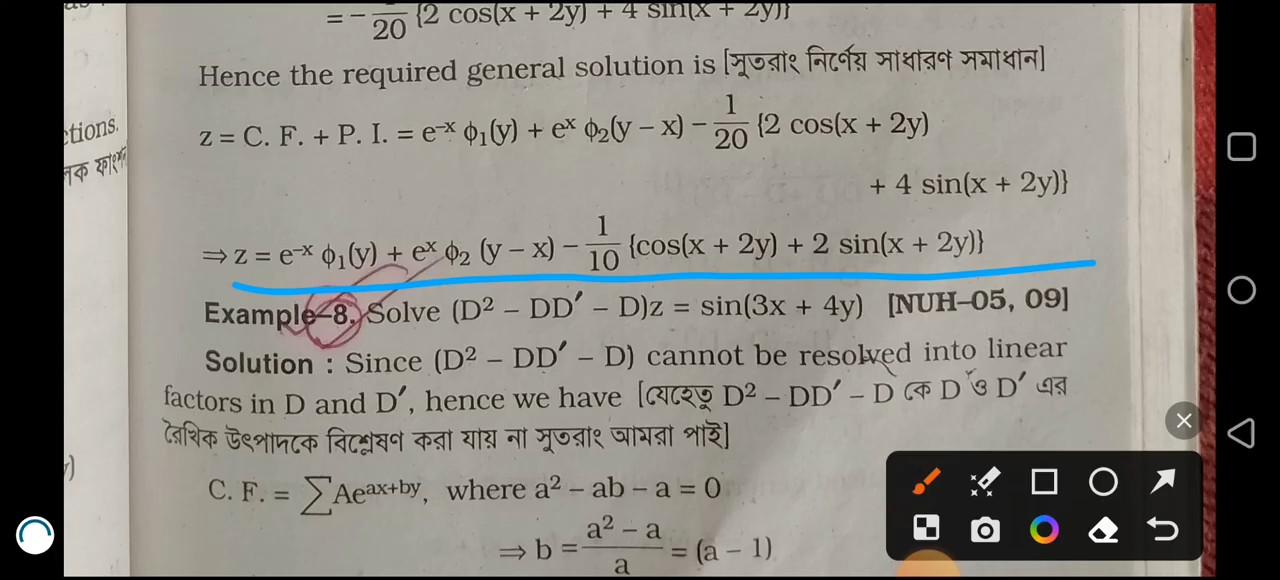 = − 1/20 {2 cos(x + 2y) + 4 sin(x + 2y)}
Hence the required general solution is [সুতরাং নির্ণেয় সাধারণ সমাধান]
ctions.
z = C. F. + P. I. = e⁻ˣ ϕ₁(y) + eˣ ϕ₂(y − x) − 1/20 {2 cos(x + 2y)
+ 4 sin(x + 2y)}
⇒ z = e⁻ˣ ϕ₁(y) + eˣ ϕ₂ (y − x) − 1/10 {cos(x + 2y) + 2 sin(x + 2y)}
Example–8. Solve (D² − DD′ − D)z = sin(3x + 4y) [NUH–05, 09]
Solution : Since (D² − DD′ − D) cannot be resolved into linear
factors in D and D′, hence we have [যেহেতু D² − DD′ − D কে D ও D′ এর
রৈখিক উৎপাদকে বিশ্লেষণ করা যায় না সুতরাং আমরা পাই]
C. F. = ∑Aeᵃˣ⁺ᵇʸ, where a² − ab − a = 0
⇒ b = a² − a / a = (a − 1)